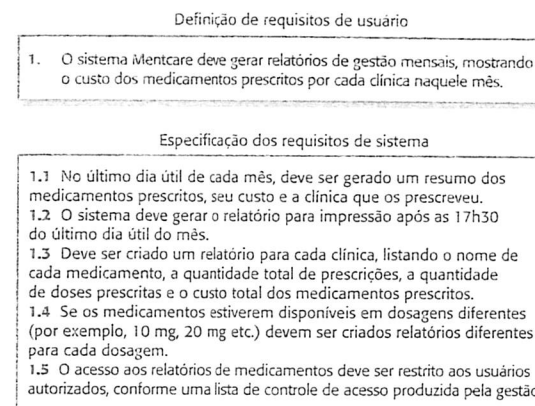 Definição de requisitos de usuário
1. O sistema Mentcare deve gerar relatórios de gestão mensais, mostrando
o custo dos medicamentos prescritos por cada clínica naquele mês.
Especificação dos requisitos de sistema
1.1 No último dia útil de cada mês, deve ser gerado um resumo dos
medicamentos prescritos, seu custo e a clínica que os prescreveu.
1.2 O sistema deve gerar o relatório para impressão após as 17h30
do último dia útil do mês.
1.3 Deve ser criado um relatório para cada clínica, listando o nome de
cada medicamento, a quantidade total de prescrições, a quantidade
de doses prescritas e o custo total dos medicamentos prescritos.
1.4 Se os medicamentos estiverem disponíveis em dosagens diferentes
(por exemplo, 10 mg, 20 mg etc.) devem ser criados relatórios diferentes
para cada dosagem.
1.5 O acesso aos relatórios de medicamentos deve ser restrito aos usuários
autorizados, conforme uma lista de controle de acesso produzida pela gestão